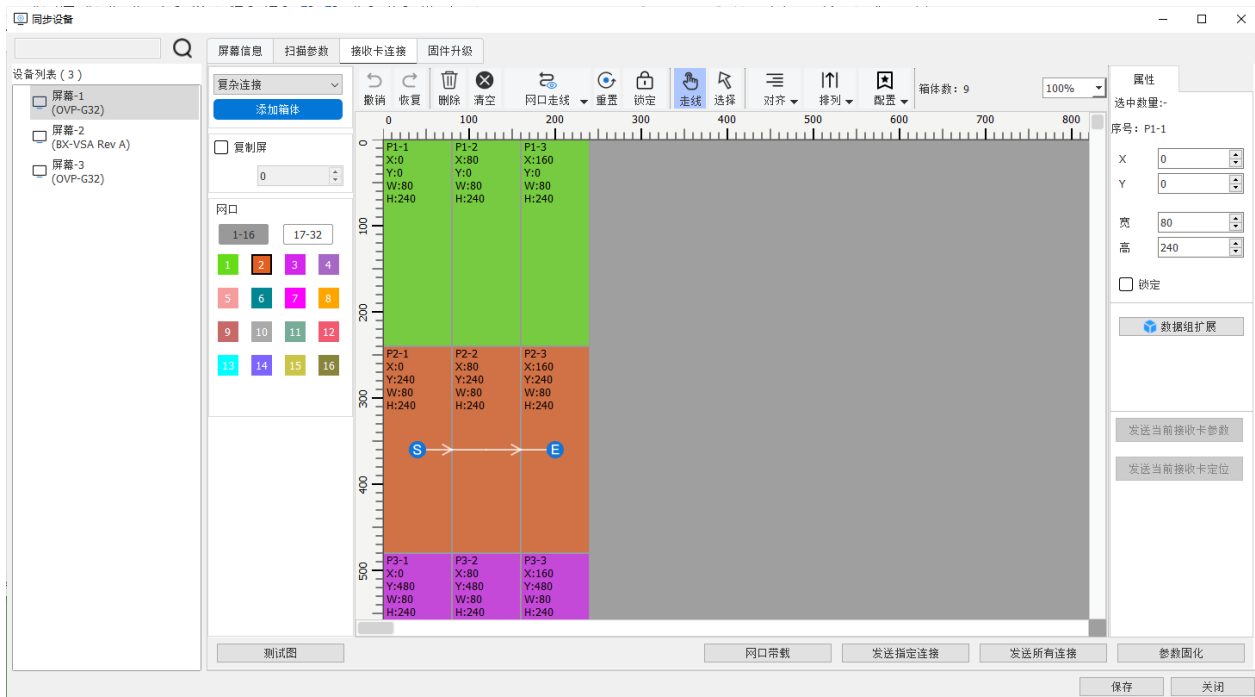 同步设备
屏幕信息 扫描参数 接收卡连接 固件升级
设备列表 ( 3 )
屏幕-1
(OVP-G32)
屏幕-2
(BX-VSA Rev A)
屏幕-3
(OVP-G32)
复杂连接
添加箱体
复制屏
0
网口
1-16 17-32
1 2 3 4
5 6 7 8
9 10 11 12
13 14 15 16
撤销 恢复 删除 清空 网口走线 重置 锁定 走线 选择 对齐 排列 配置 箱体数: 9 100%
0 100 200 300 400 500 600 700 800
0
100
200
300
400
500
P1-1 P1-2 P1-3
X:0 X:80 X:160
Y:0 Y:0 Y:0
W:80 W:80 W:80
H:240 H:240 H:240
P2-1 P2-2 P2-3
X:0 X:80 X:160
Y:240 Y:240 Y:240
W:80 W:80 W:80
H:240 H:240 H:240
S E
P3-1 P3-2 P3-3
X:0 X:80 X:160
Y:480 Y:480 Y:480
W:80 W:80 W:80
H:240 H:240 H:240
属性
选中数量:-
序号: P1-1
X 0
Y 0
宽 80
高 240
锁定
数据组扩展
发送当前接收卡参数
发送当前接收卡定位
测试图 网口带载 发送指定连接 发送所有连接 参数固化
保存 关闭